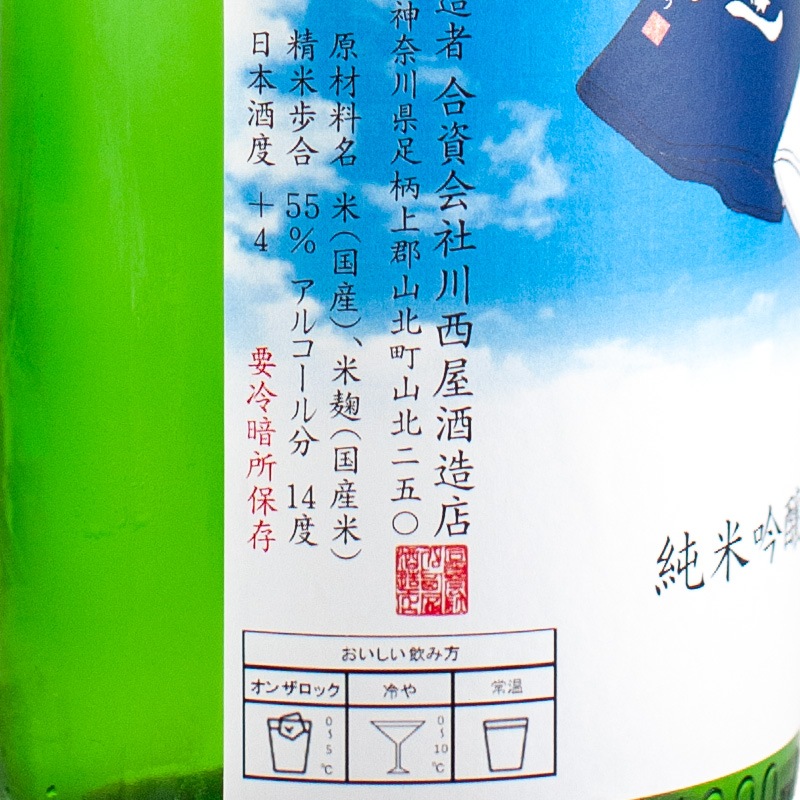 純米吟醸
造者 合資会社川西屋酒造店
神奈川県足柄上郡山北町山北二五〇
原材料名 米(国産)、米麹(国産米)
精米歩合 55% アルコール分 14度
日本酒度 +4
要冷暗所保存
おいしい飲み方
オンザロック 冷や 常温
0~5℃ 0~10℃